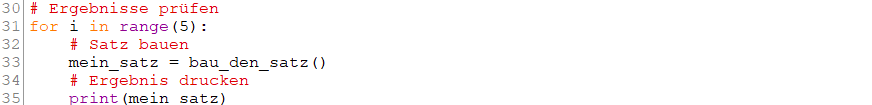 30 # Ergebnisse prüfen
31 for i in range(5):
32     # Satz bauen
33     mein_satz = bau_den_satz()
34     # Ergebnis drucken
35     print(mein_satz)